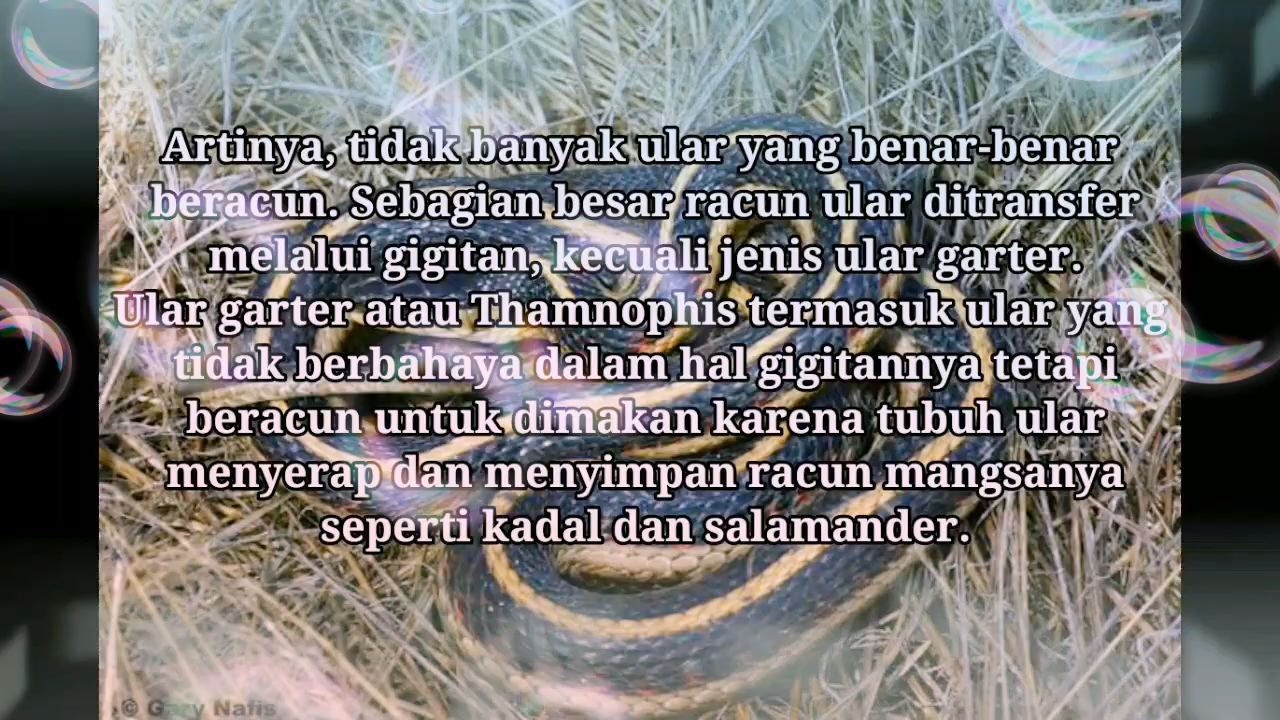 Artinya, tidak banyak ular yang benar-benar
beracun. Sebagian besar racun ular ditransfer
melalui gigitan, kecuali jenis ular garter.
Ular garter atau Thamnophis termasuk ular yang
tidak berbahaya dalam hal gigitannya tetapi
beracun untuk dimakan karena tubuh ular
menyerap dan menyimpan racun mangsanya
seperti kadal dan salamander.
© Gary Nafis